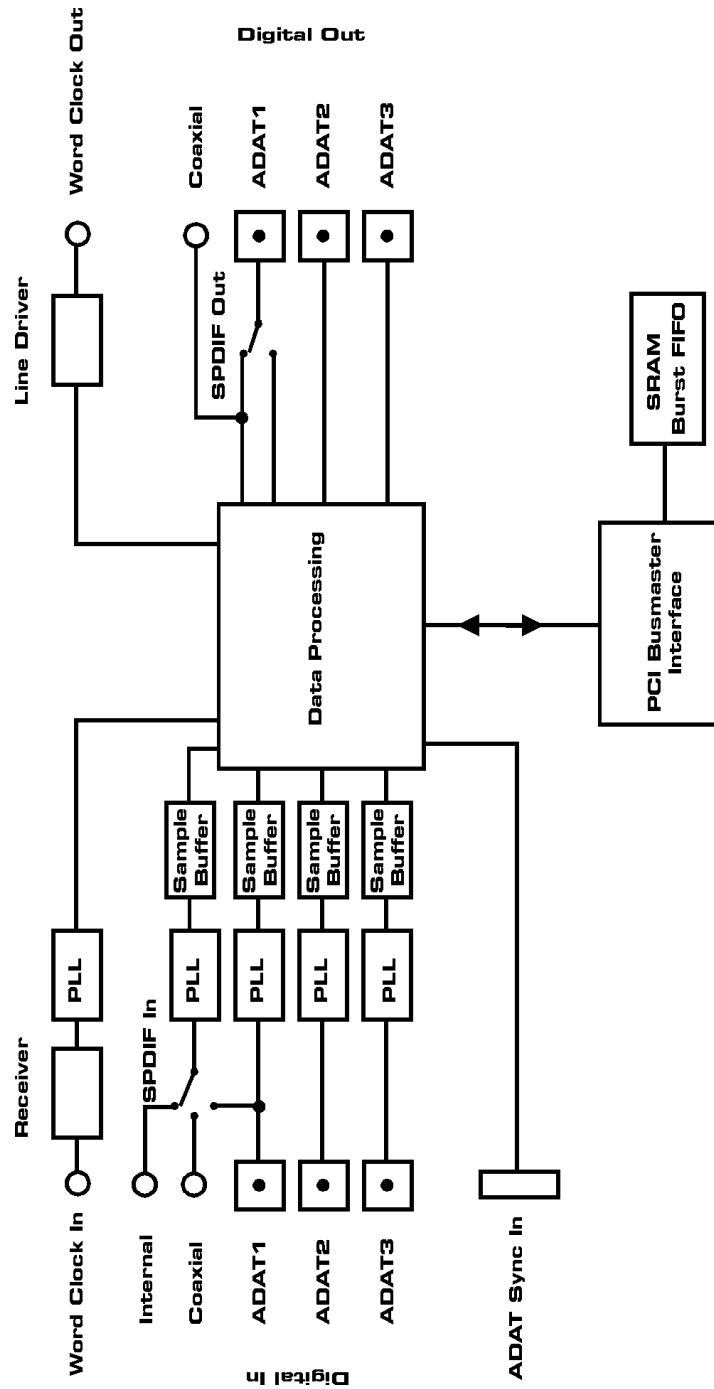 Word Clock In
Receiver
PLL
Line Driver
Word Clock Out
Digital In
Internal
Coaxial
ADAT1
ADAT2
ADAT3
SPDIF In
PLL
PLL
PLL
PLL
Sample
Buffer
Sample
Buffer
Sample
Buffer
Sample
Buffer
Data Processing
SPDIF Out
Coaxial
ADAT1
ADAT2
ADAT3
Digital Out
ADAT Sync In
PCI Busmaster
Interface
SRAM
Burst FIFO